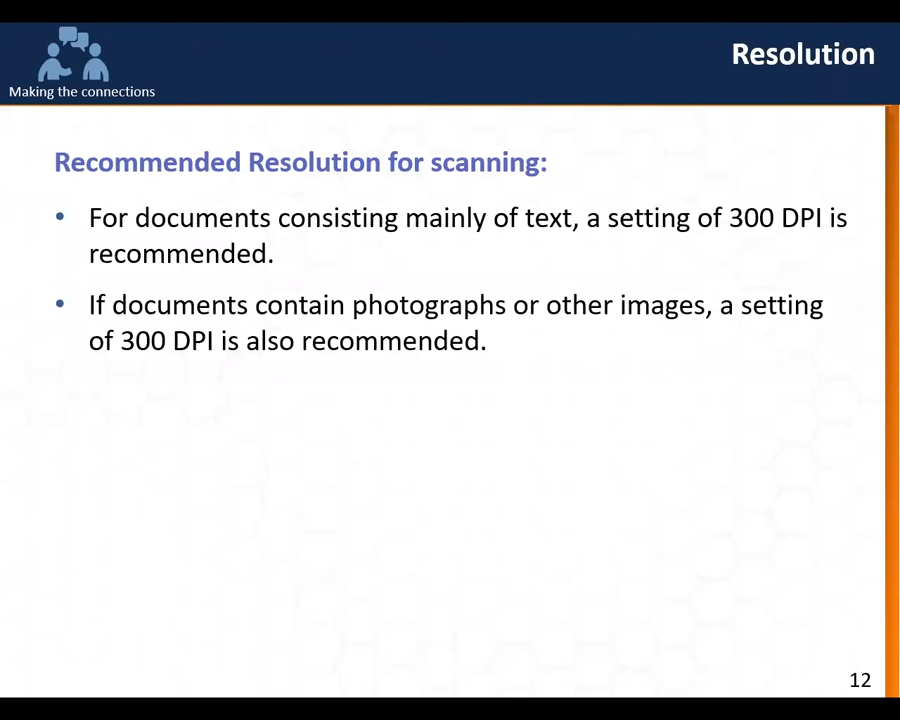 Resolution
Making the connections
Recommended Resolution for scanning:
• For documents consisting mainly of text, a setting of 300 DPI is
recommended.
• If documents contain photographs or other images, a setting
of 300 DPI is also recommended.
12